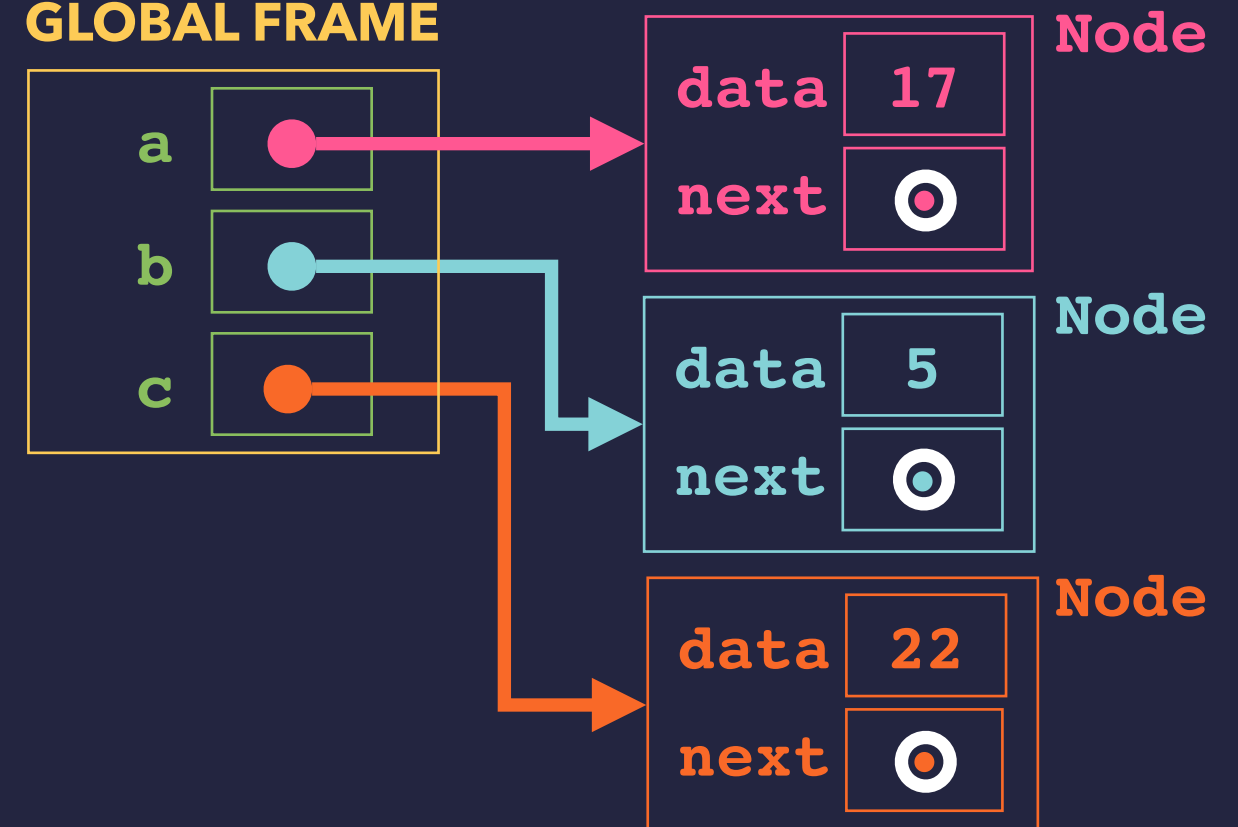 GLOBAL FRAME
a
b
c
Node
data 17
next
Node
data 5
next
Node
data 22
next